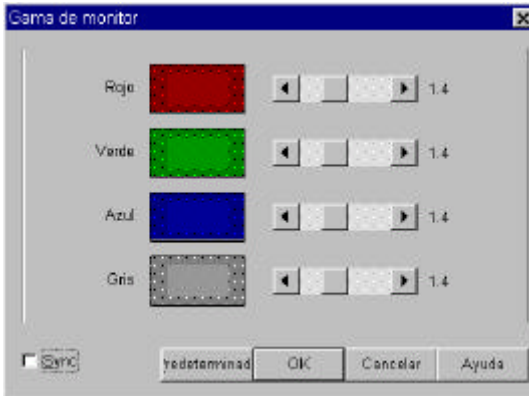 Gama de monitor
Rojo 1.4
Verde 1.4
Azul 1.4
Gris 1.4
Sync redeterminad OK Cancelar Ayuda